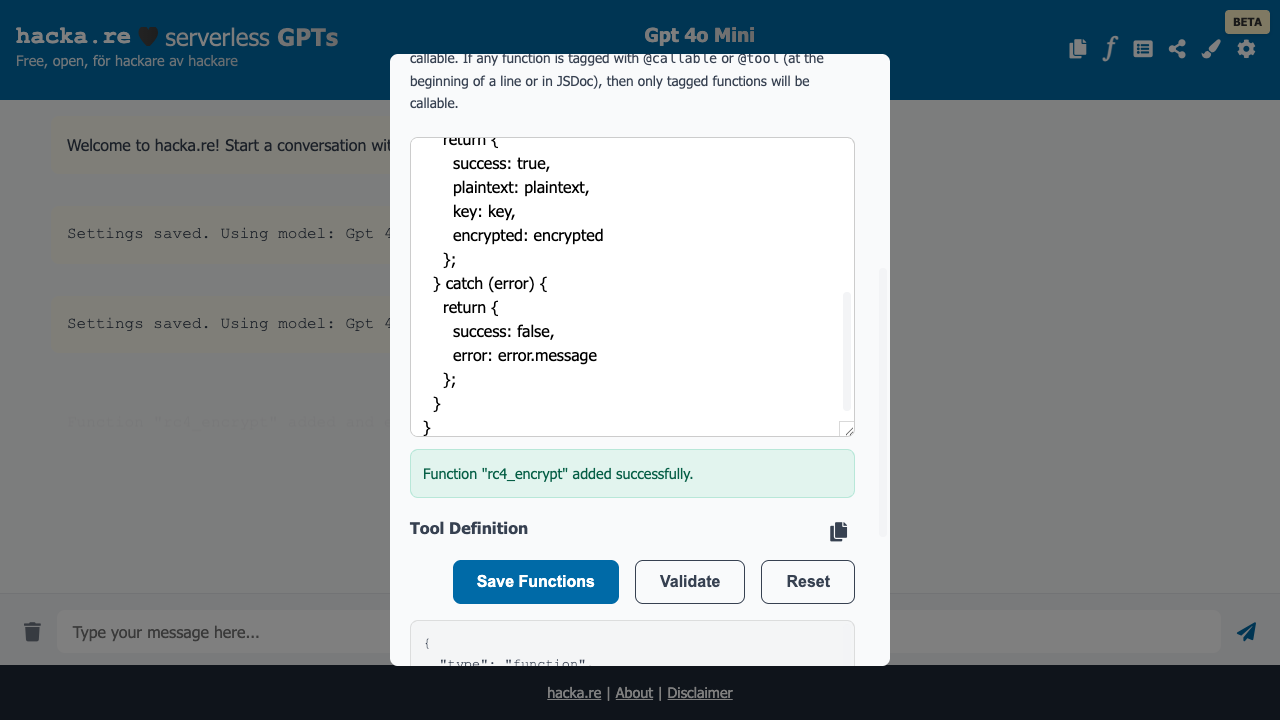 hacka.re 🖤 serverless GPTs
Free, open, för hackare av hackare
Gpt 4o Mini
BETA
callable. If any function is tagged with @callable or @tool (at the
beginning of a line or in JSDoc), then only tagged functions will be
callable.
Welcome to hacka.re! Start a conversation wit
Settings saved. Using model: Gpt 4
Settings saved. Using model: Gpt 4
return {
success: true,
plaintext: plaintext,
key: key,
encrypted: encrypted
};
} catch (error) {
return {
success: false,
error: error.message
};
}
}
Function "rc4_encrypt" added successfully.
Tool Definition
Save Functions
Validate
Reset
{
"type": "function",
Type your message here...
hacka.re | About | Disclaimer